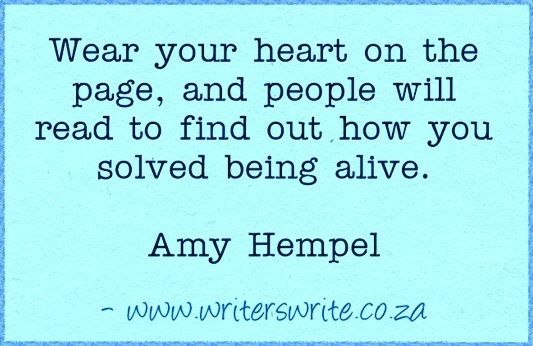 Wear your heart on the
page, and people will
read to find out how you
solved being alive.
Amy Hempel
- www.writerswrite.co.za